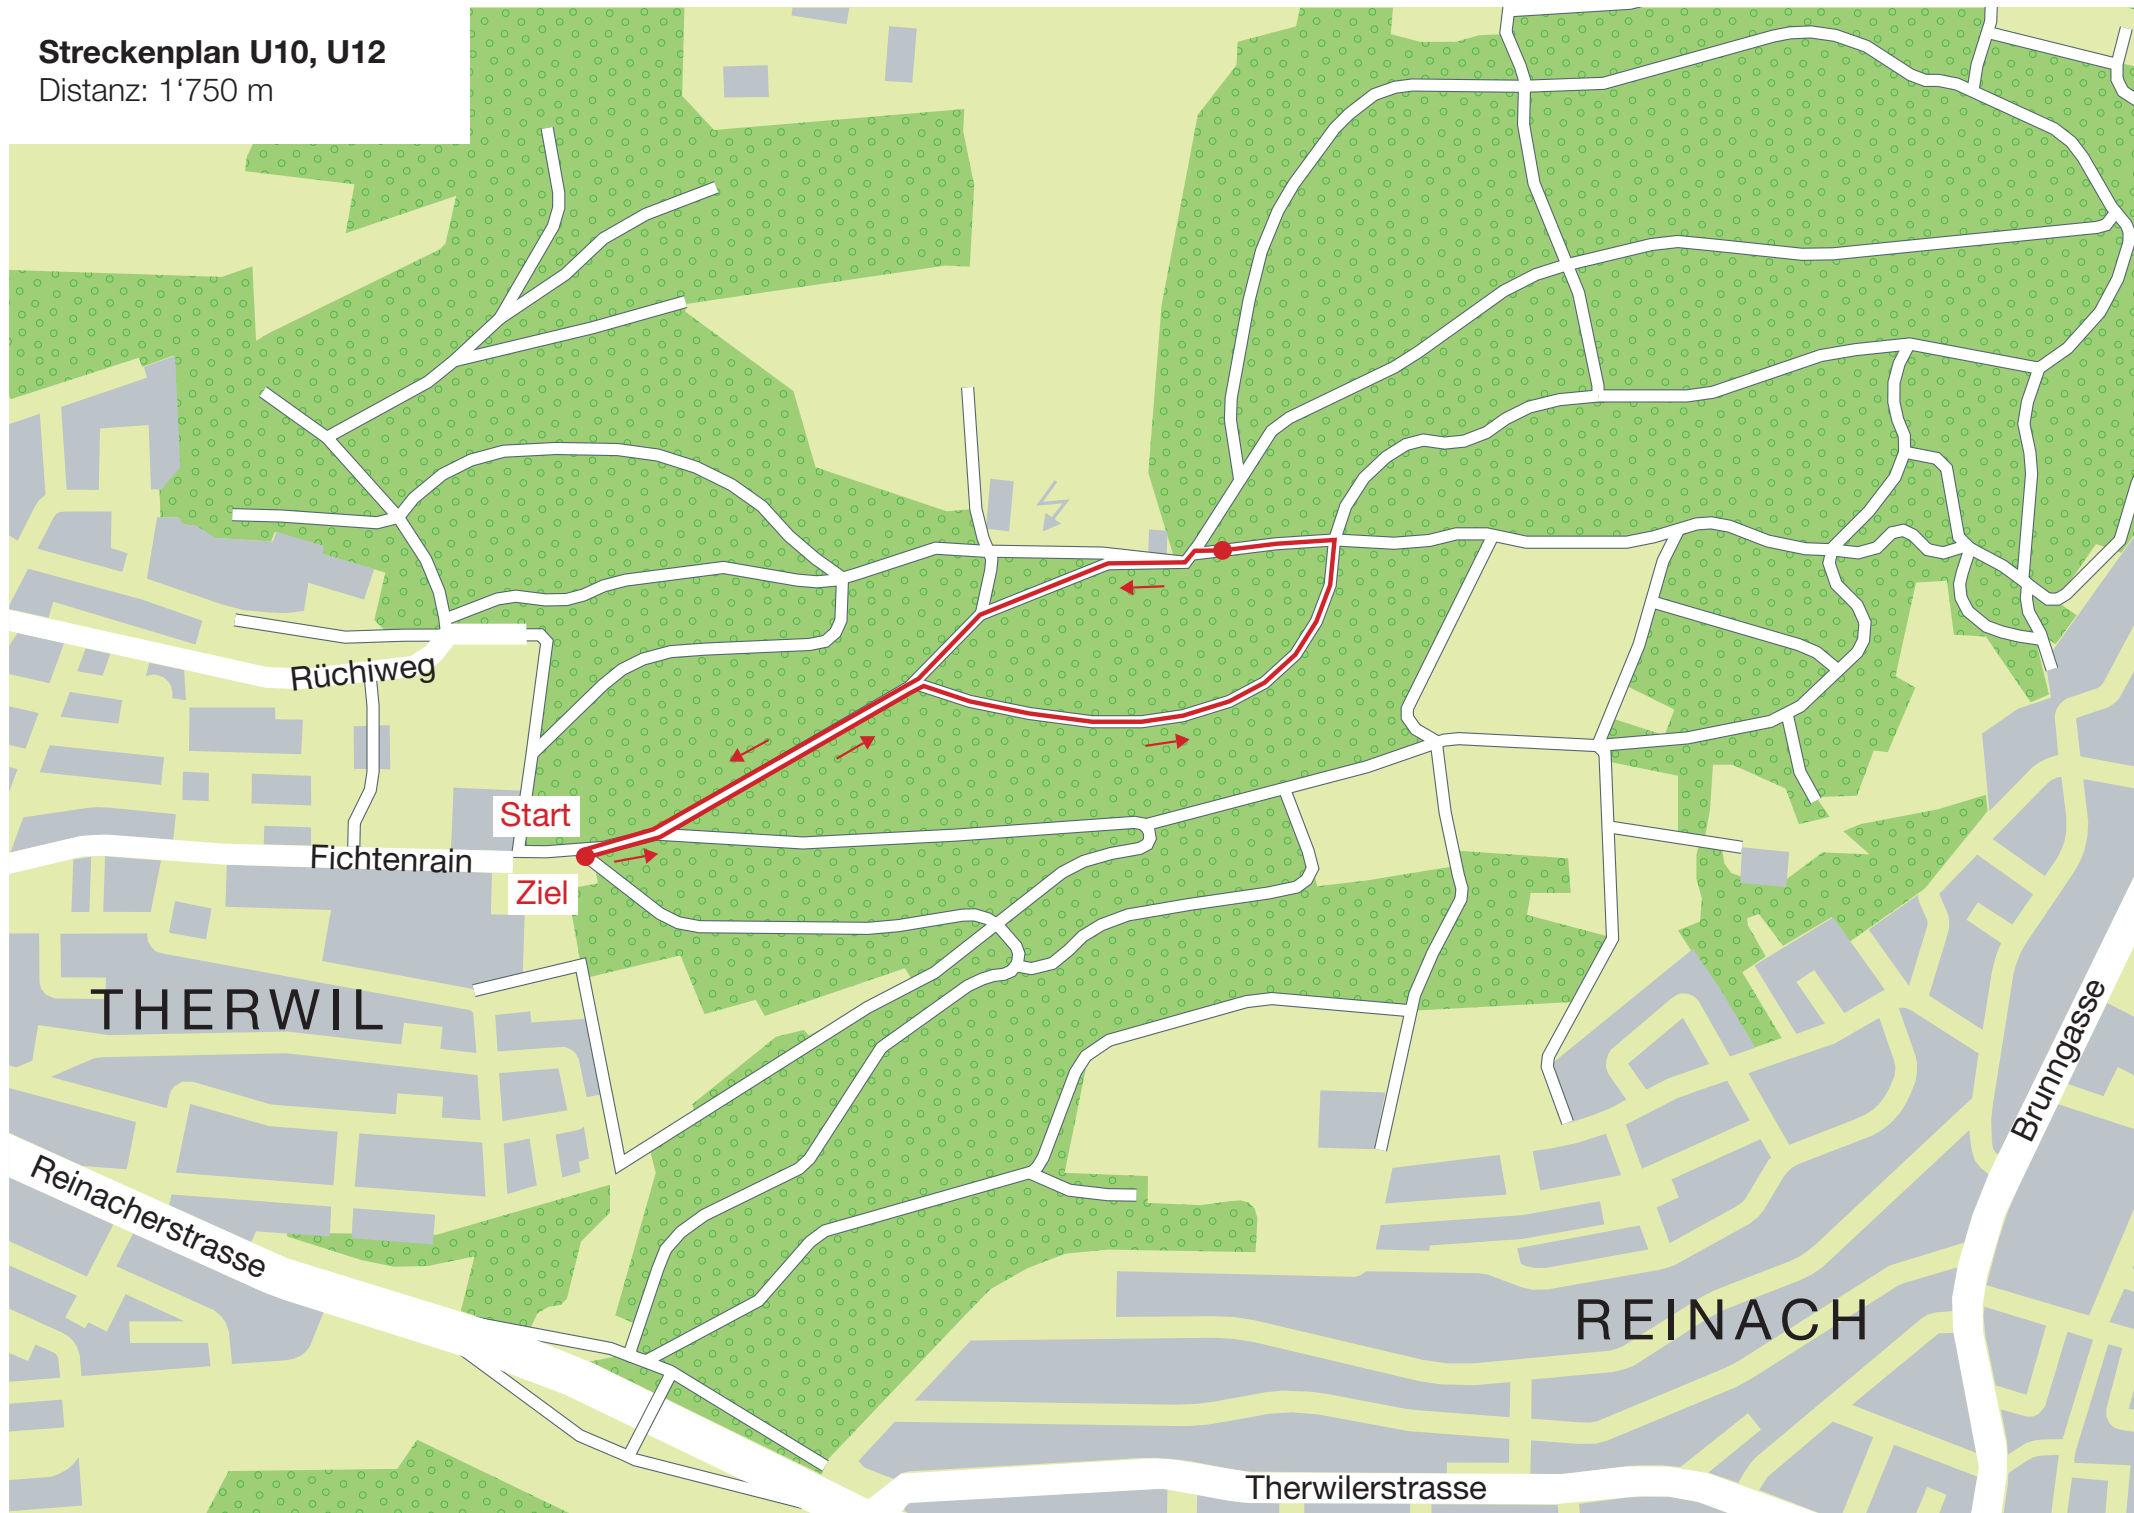 Streckenplan U10, U12
Distanz: 1‘750 m
Rüchiweg
Start
Fichtenrain
Ziel
THERWIL
Brunngasse
Reinacherstrasse
REINACH
Therwilerstrasse